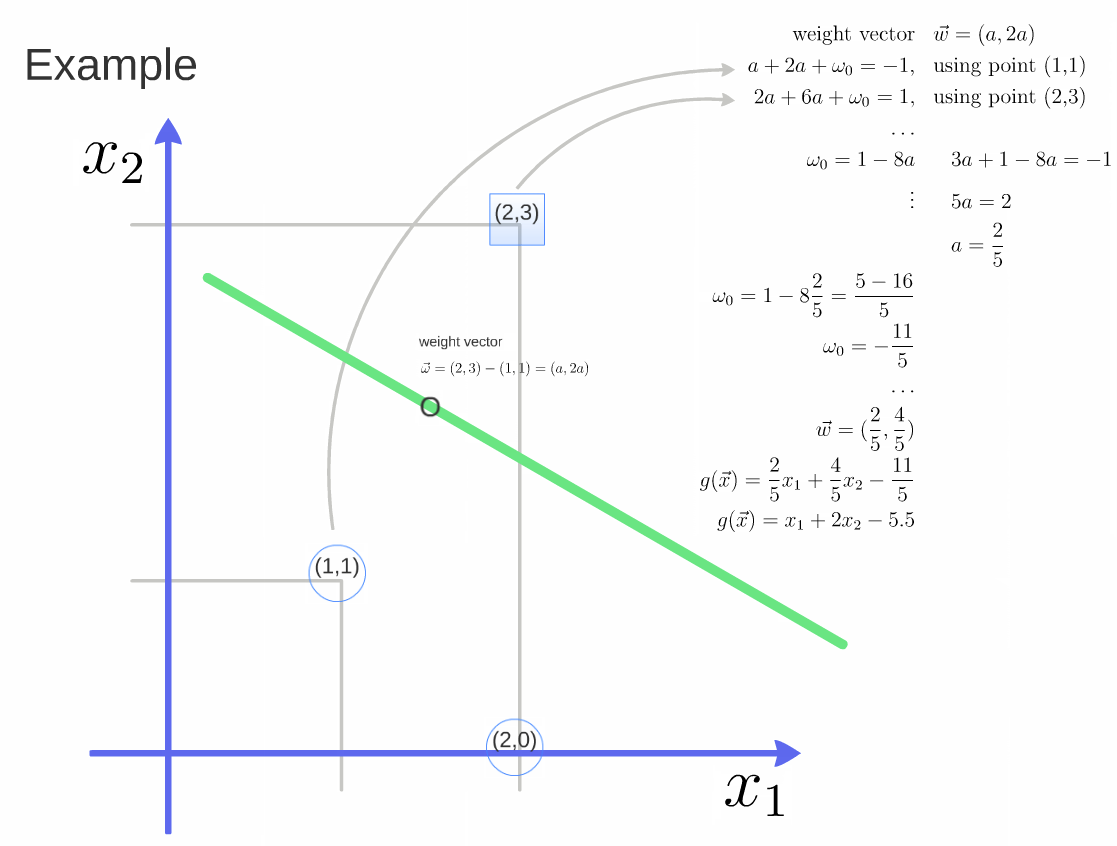 Example
weight vector w⃗ = (a, 2a)
a + 2a + ω₀ = −1, using point (1,1)
2a + 6a + ω₀ = 1, using point (2,3)
⋯
ω₀ = 1 − 8a 3a + 1 − 8a = −1
⋮ 5a = 2
a = 2/5
ω₀ = 1 − 8 2/5 = (5 − 16)/5
ω₀ = − 11/5
⋯
w⃗ = (2/5, 4/5)
g(x⃗) = 2/5 x₁ + 4/5 x₂ − 11/5
g(x⃗) = x₁ + 2x₂ − 5.5
x₂
(2,3)
weight vector
ω⃗ = (2, 3) − (1, 1) = (a, 2a)
O
(1,1)
(2,0)
x₁